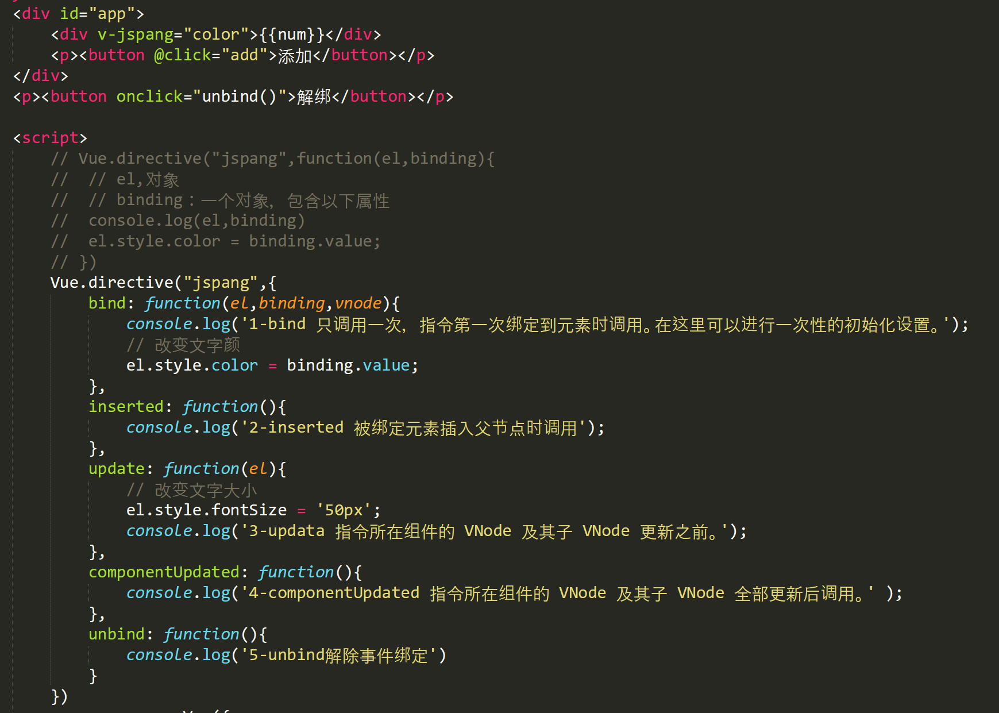 <div id="app">
    <div v-jspang="color">{{num}}</div>
    <p><button @click="add">添加</button></p>
</div>
<p><button onclick="unbind()">解绑</button></p>

<script>
    // Vue.directive("jspang",function(el,binding){
    //  // el,对象
    //  // binding：一个对象，包含以下属性
    //  console.log(el,binding)
    //  el.style.color = binding.value;
    // })
    Vue.directive("jspang",{
        bind: function(el,binding,vnode){
            console.log('1-bind 只调用一次，指令第一次绑定到元素时调用。在这里可以进行一次性的初始化设置。');
            // 改变文字颜
            el.style.color = binding.value;
        },
        inserted: function(){
            console.log('2-inserted 被绑定元素插入父节点时调用');
        },
        update: function(el){
            // 改变文字大小
            el.style.fontSize = '50px';
            console.log('3-updata 指令所在组件的 VNode 及其子 VNode 更新之前。');
        },
        componentUpdated: function(){
            console.log('4-componentUpdated 指令所在组件的 VNode 及其子 VNode 全部更新后调用。' );
        },
        unbind: function(){
            console.log('5-unbind解除事件绑定')
        }
    })